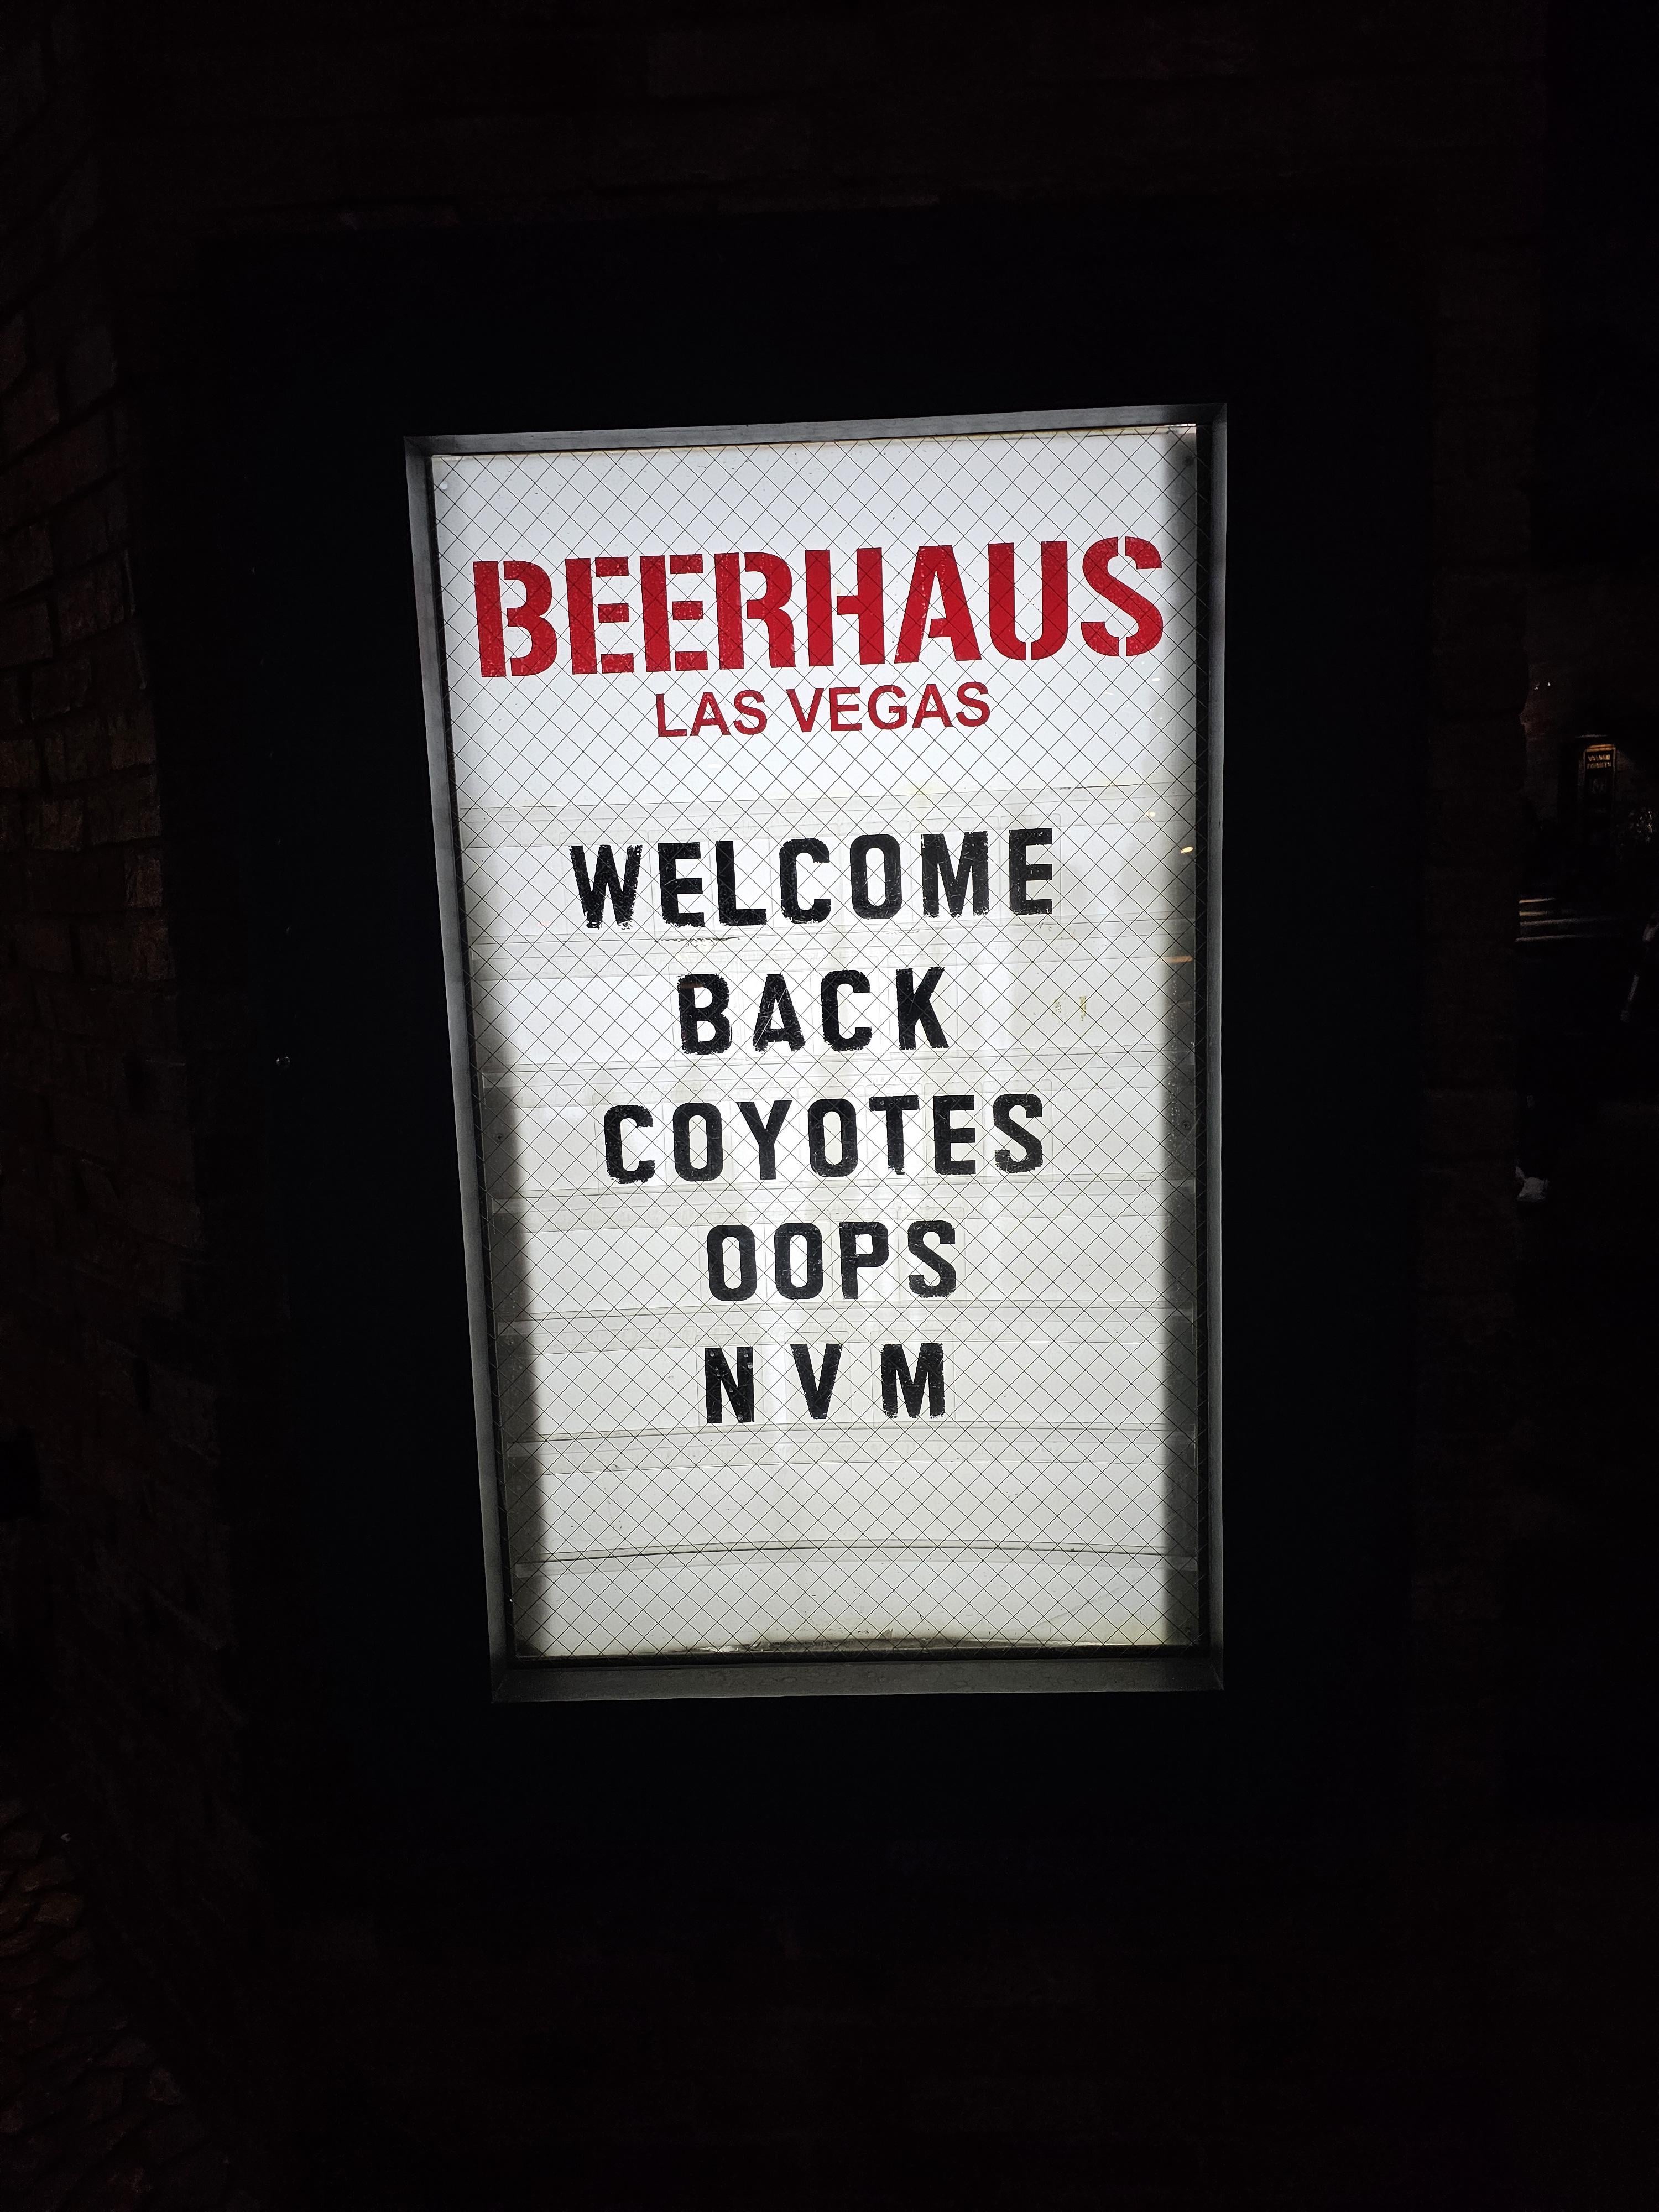 BEERHAUS
LAS VEGAS
WELCOME
BACK
COYOTES
OOPS
NVM